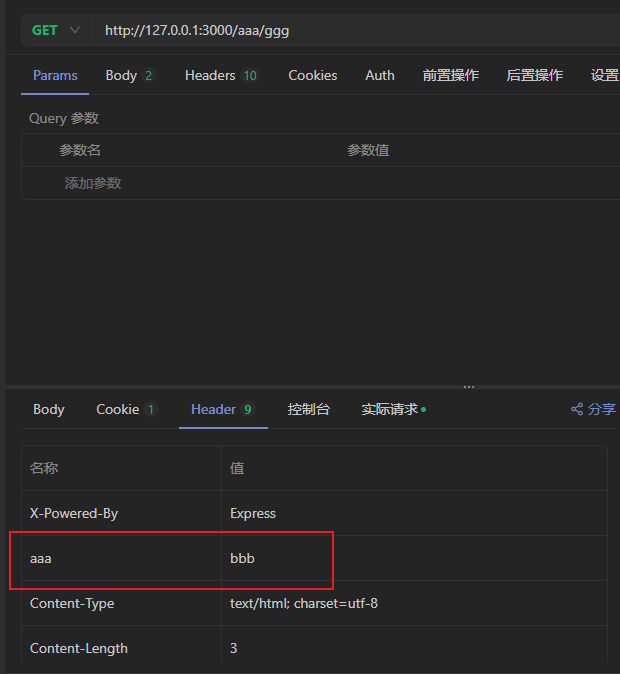 GET http://127.0.0.1:3000/aaa/ggg
Params Body 2 Headers 10 Cookies Auth 前置操作 后置操作 设置
Query 参数
参数名 参数值
添加参数
Body Cookie 1 Header 9 控制台 实际请求 分享
名称 值
X-Powered-By Express
aaa bbb
Content-Type text/html; charset=utf-8
Content-Length 3